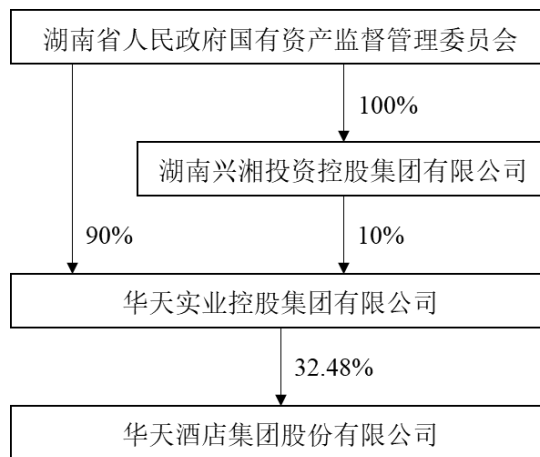 湖南省人民政府国有资产监督管理委员会
100%
湖南兴湘投资控股集团有限公司
90%
10%
华天实业控股集团有限公司
32.48%
华天酒店集团股份有限公司